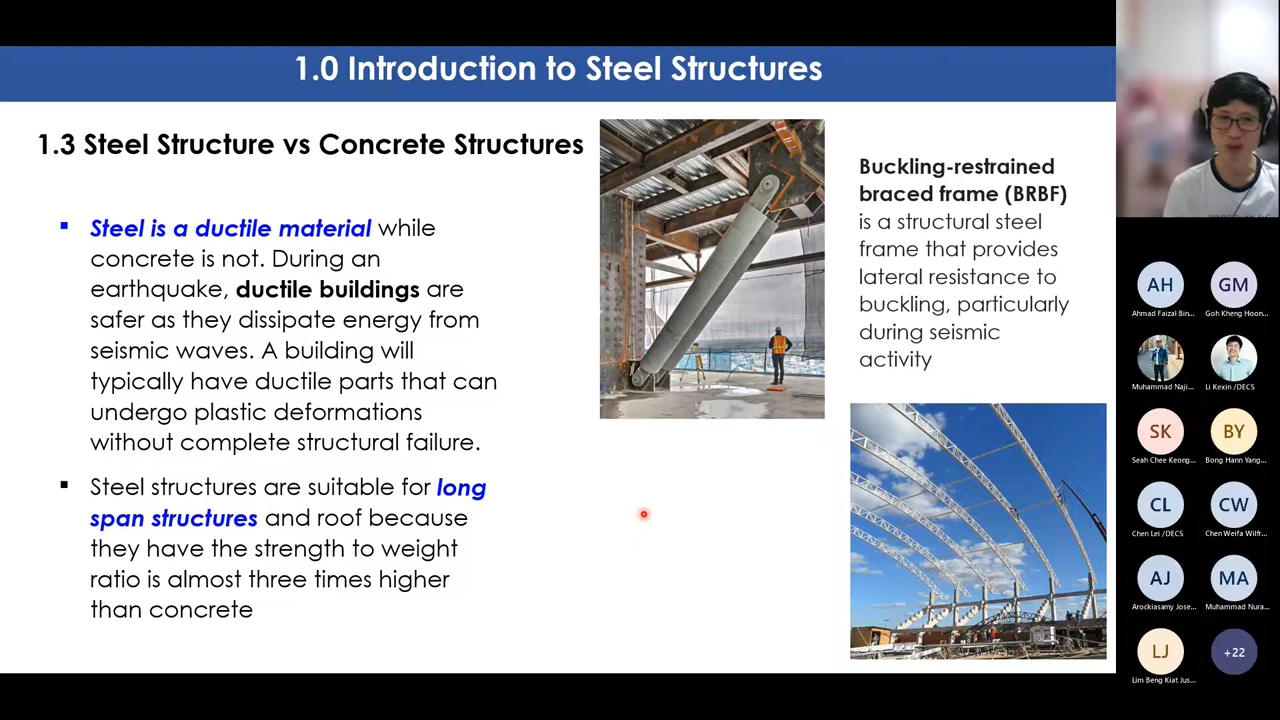 1.0 Introduction to Steel Structures
1.3 Steel Structure vs Concrete Structures
Steel is a ductile material while
concrete is not. During an
earthquake, ductile buildings are
safer as they dissipate energy from
seismic waves. A building will
typically have ductile parts that can
undergo plastic deformations
without complete structural failure.
Steel structures are suitable for long
span structures and roof because
they have the strength to weight
ratio is almost three times higher
than concrete
Buckling-restrained
braced frame (BRBF)
is a structural steel
frame that provides
lateral resistance to
buckling, particularly
during seismic
activity
AH
Ahmad Faizal Bin...
GM
Goh Kheng Hoon...
Muhammad Naji...
Li Kexin /DECS
SK
Seah Chee Keong...
BY
Bong Hann Yang...
CL
Chen Lei /DECS
CW
Chen Weifa Wilfr...
AJ
Arockiasamy Jose...
MA
Muhammad Nura...
LJ
Lim Beng Kiat Jus...
+22